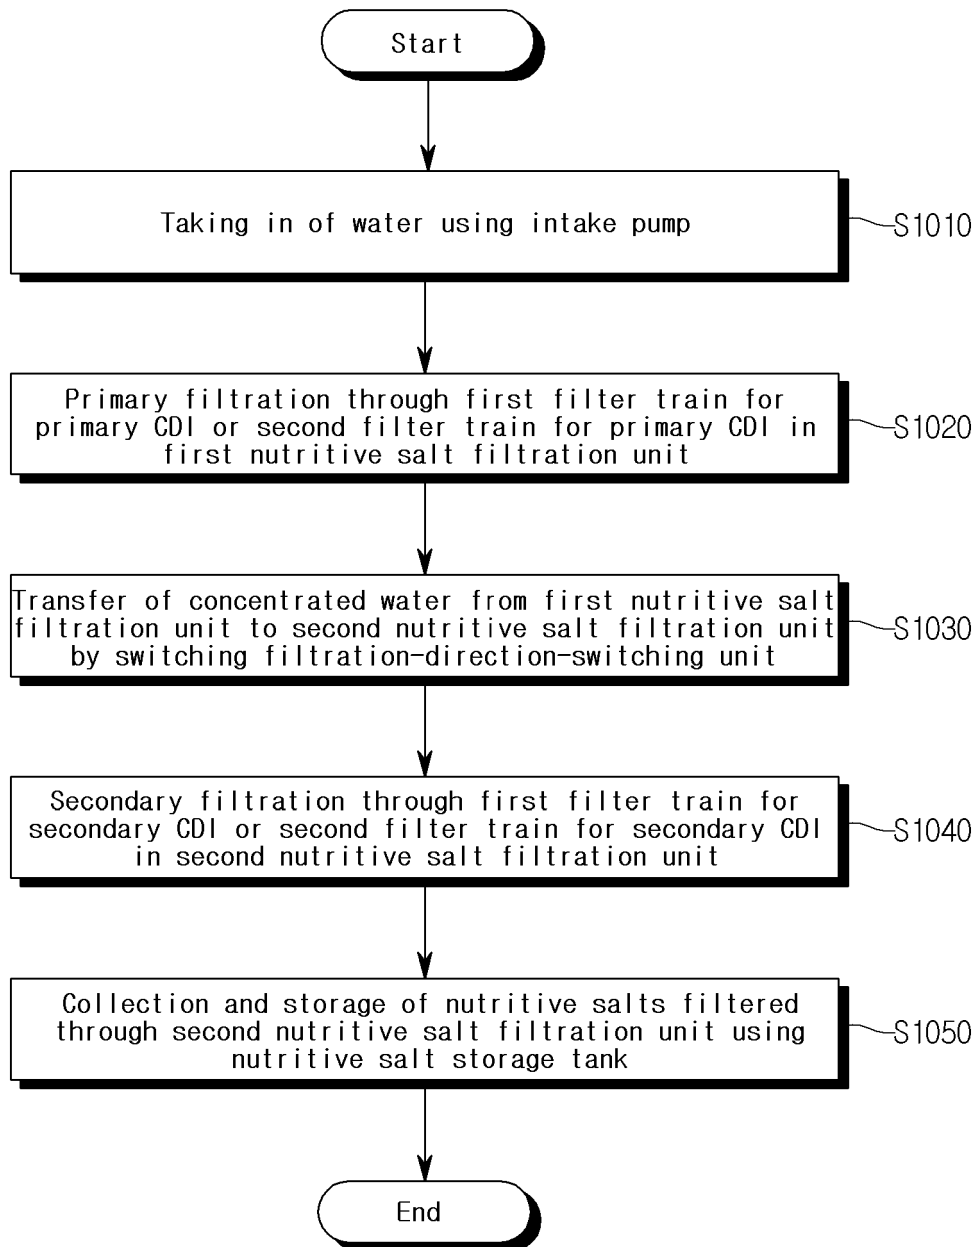 Start
Taking in of water using intake pump
S1010
Primary filtration through first filter train for
primary CDI or second filter train for primary CDI in
first nutritive salt filtration unit
S1020
Transfer of concentrated water from first nutritive salt
filtration unit to second nutritive salt filtration unit
by switching filtration-direction-switching unit
S1030
Secondary filtration through first filter train for
secondary CDI or second filter train for secondary CDI
in second nutritive salt filtration unit
S1040
Collection and storage of nutritive salts filtered
through second nutritive salt filtration unit using
nutritive salt storage tank
S1050
End